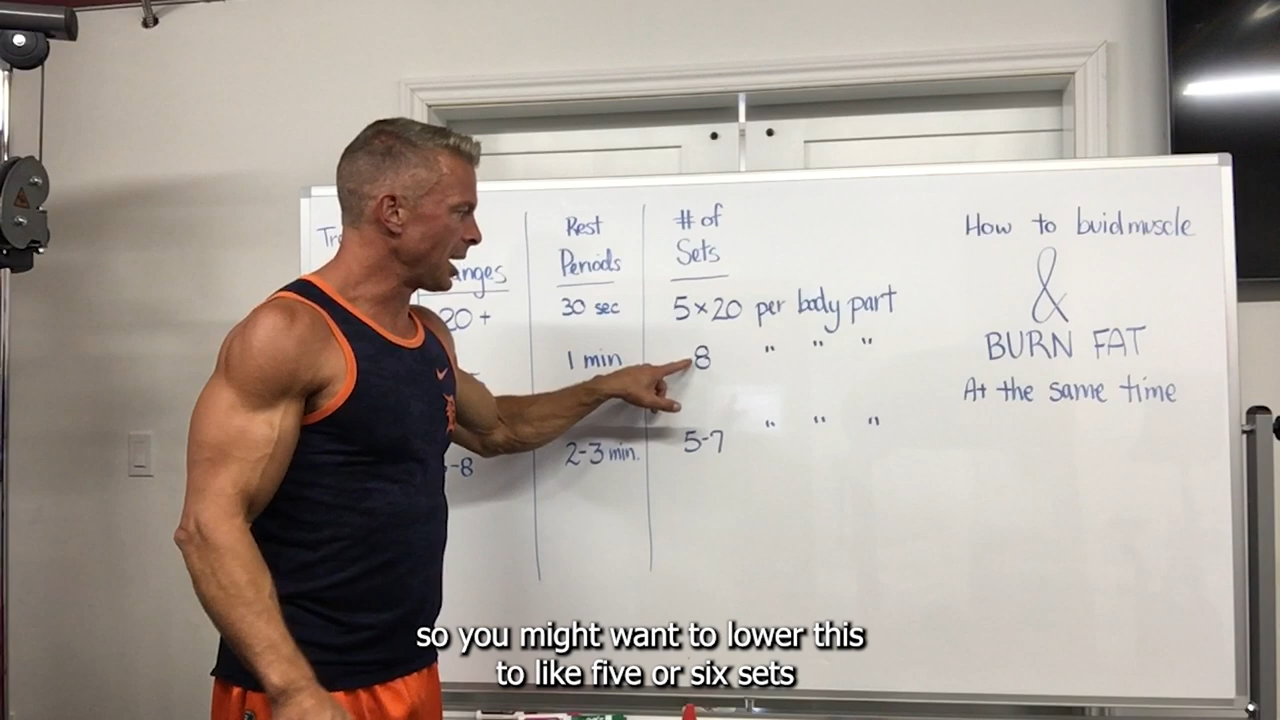 Rest Periods
30 sec
1 min
2-3 min.
# of Sets
5×20 per body part
8 " " "
5-7 " " "
20 +
-8
How to buid muscle
&
BURN FAT
At the same time
so you might want to lower this
to like five or six sets